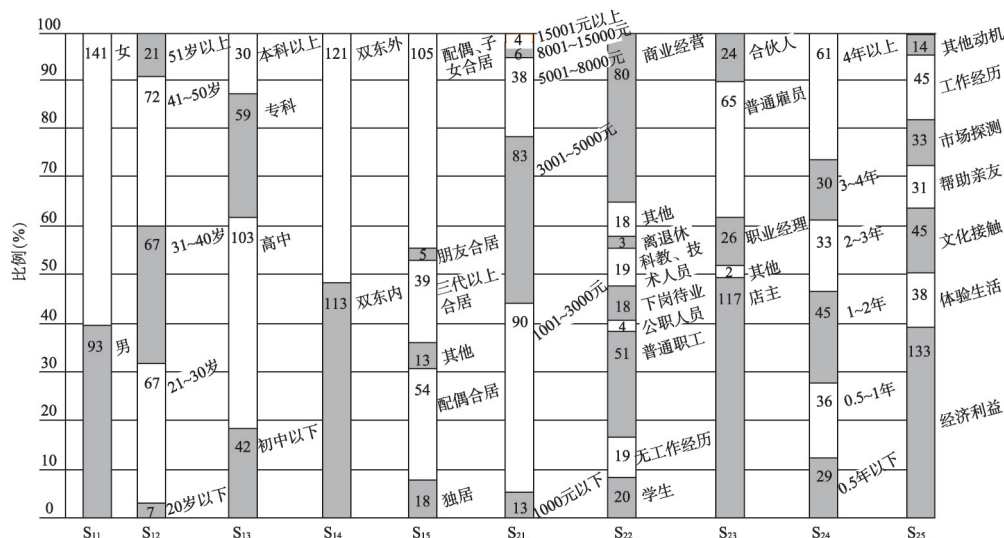 比例(%)
100
90
80
70
60
50
40
30
20
10
0
141 女
93 男
S₁₁
21 51岁以上
72 41~50岁
67 31~40岁
67 21~30岁
7 20岁以下
S₁₂
30 本科以上
59 专科
103 高中
42 初中以下
S₁₃
121 双东外
113 双东内
S₁₄
105 配偶、子
女合居
5 朋友合居
39 三代以上
合居
13 其他
54 配偶合居
18 独居
S₁₅
4 15001元以上
6 8001~15000元
38 5001~8000元
83 3001~5000元
90 1001~3000元
13 1000元以下
S₂₁
80 商业经营
18 其他
3 离退休
19 科教、技
术人员
18 下岗待业
4 公职人员
51 普通职工
19 无工作经历
20 学生
S₂₂
24 合伙人
65 普通雇员
26 职业经理
2 其他
117 店主
S₂₃
61 4年以上
30 3~4年
33 2~3年
45 1~2年
36 0.5~1年
29 0.5年以下
S₂₄
14 其他动机
45 工作经历
33 市场探测
31 帮助亲友
45 文化接触
38 体验生活
133 经济利益
S₂₅